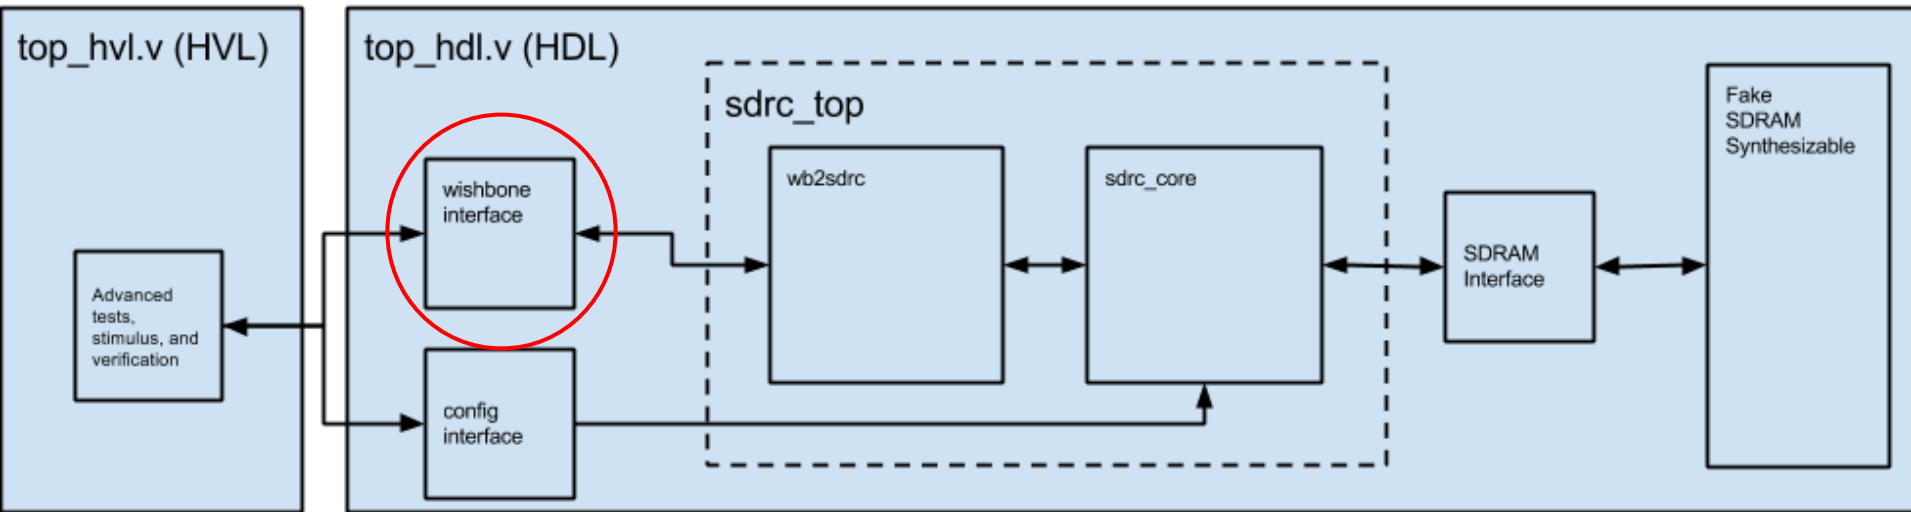 top_hvl.v (HVL)
Advanced
tests,
stimulus, and
verification
top_hdl.v (HDL)
wishbone
interface
config
interface
sdrc_top
wb2sdrc
sdrc_core
SDRAM
Interface
Fake
SDRAM
Synthesizable